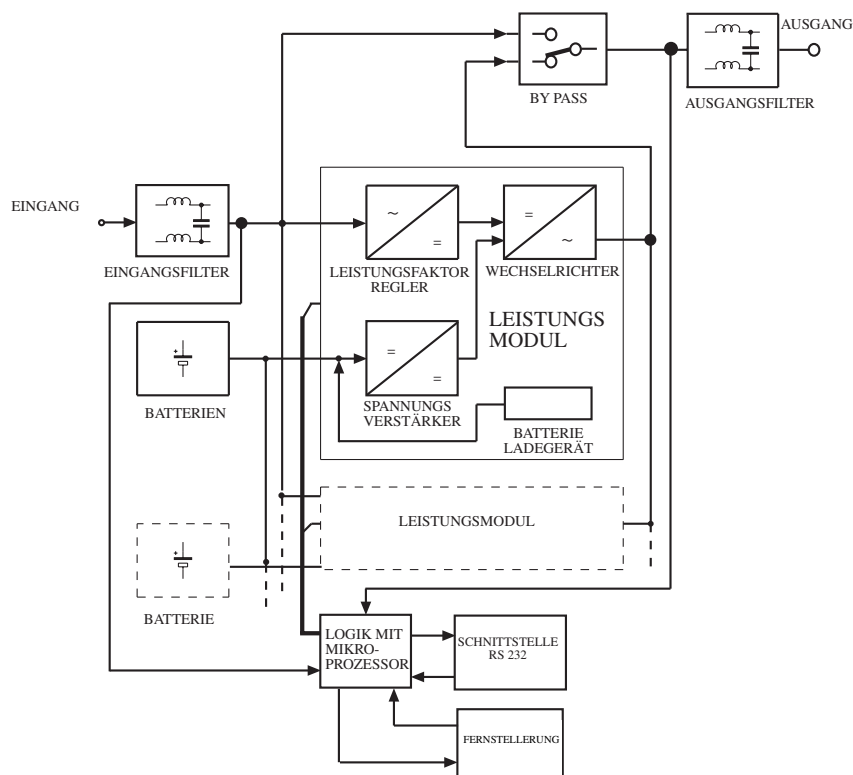 AUSGANG
BY PASS
AUSGANGSFILTER
EINGANG
~
=
=
~
EINGANGSFILTER
LEISTUNGSFAKTOR
REGLER
WECHSELRICHTER
LEISTUNGS
MODUL
+
=
=
BATTERIEN
SPANNUNGS
VERSTÄRKER
BATTERIE
LADEGERÄT
LEISTUNGSMODUL
+
BATTERIE
LOGIK MIT
MIKRO-
PROZESSOR
SCHNITTSTELLE
RS 232
FERNSTELLERUNG